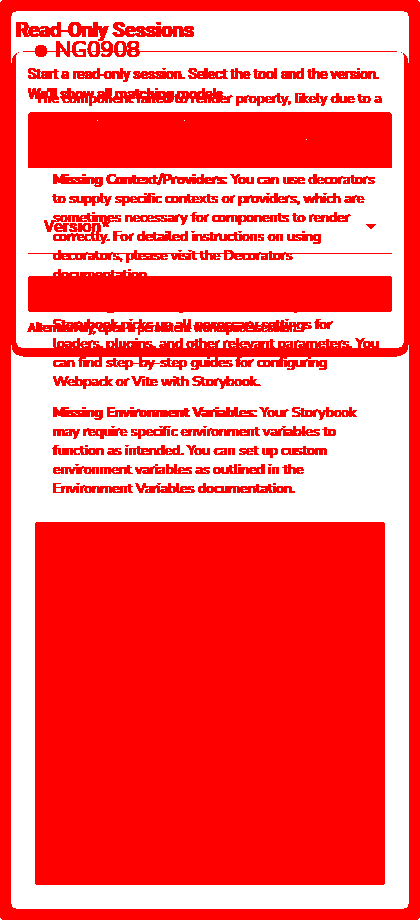 Read-Only Sessions
NG0908
Start a read-only session. Select the tool and the version.
We'll show all matching models.
The component failed to render properly, likely due to a
Missing Context/Providers: You can use decorators
to supply specific contexts or providers, which are
sometimes necessary for components to render
Version*
correctly. For detailed instructions on using
decorators, please visit the Decorators
documentation.
Storybook picks up all necessary settings for
loaders, plugins, and other relevant parameters. You
can find step-by-step guides for configuring
Webpack or Vite with Storybook.
Missing Environment Variables: Your Storybook
may require specific environment variables to
function as intended. You can set up custom
environment variables as outlined in the
Environment Variables documentation.